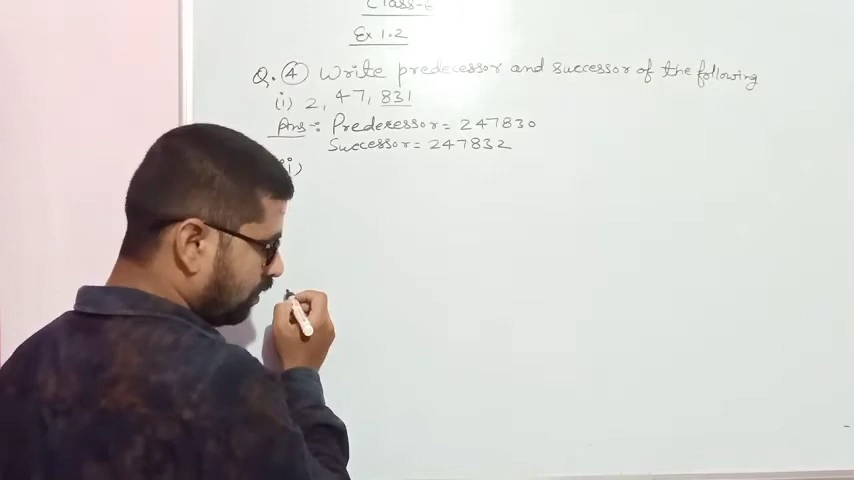 Class-6
Ex 1.2
Q. 4 Write predecessor and successor of the following
(i) 2, 47, 831
Ans-: Predecessor = 247830
Successor = 247832